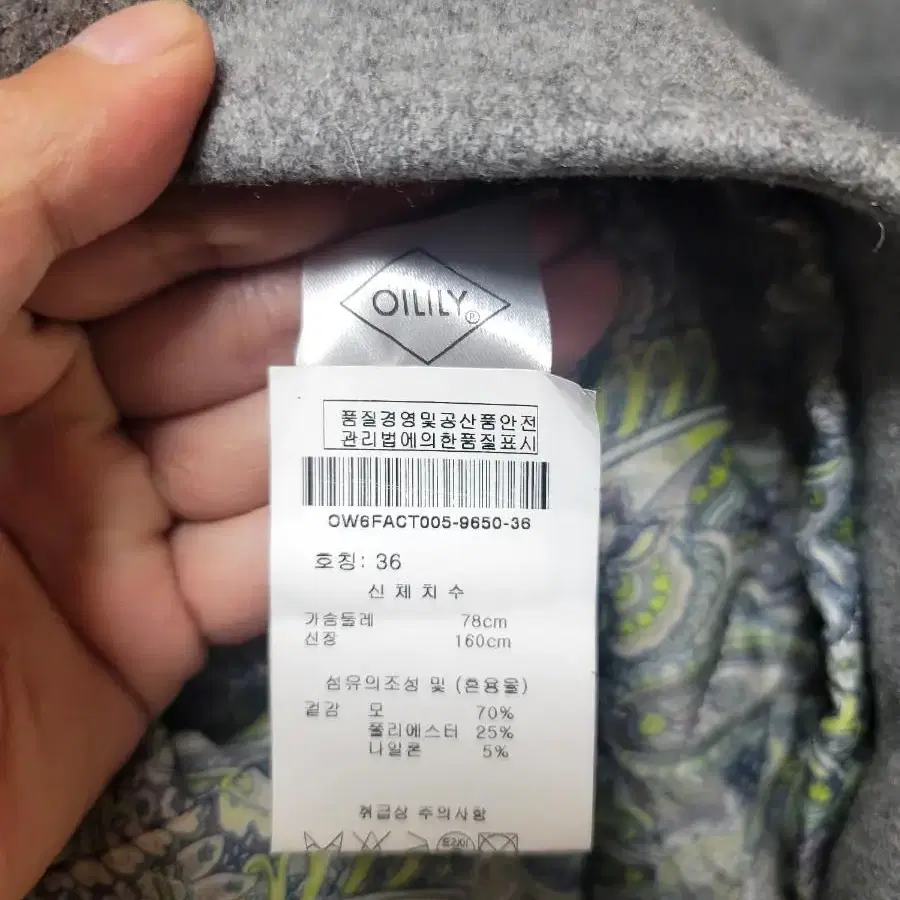 OILILY®
품질경영및공산품안전
관리법에의한품질표시
OW6FACT005-9650-36
호칭: 36
신체치수
가슴둘레 78cm
신장 160cm
섬유의조성 및 (혼용율)
겉감 모 70%
폴리에스터 25%
나일론 5%
취급상 주의사항
드라이